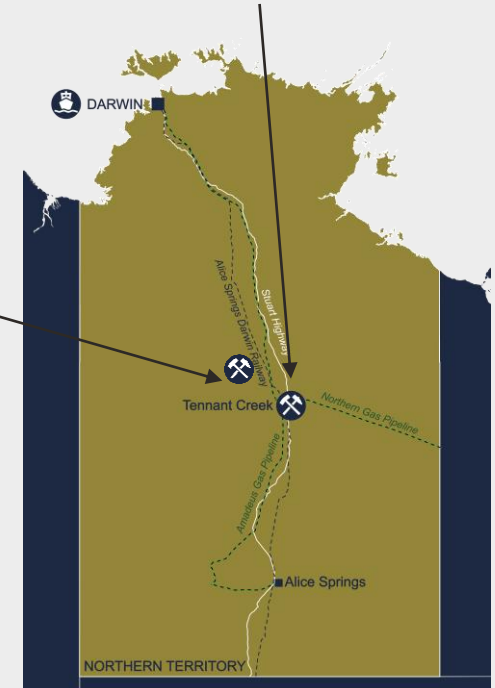 DARWIN
Alice Springs Darwin Railway
Stuart Highway
Tennant Creek
Northern Gas Pipeline
Amadeus Gas Pipeline
Alice Springs
NORTHERN TERRITORY